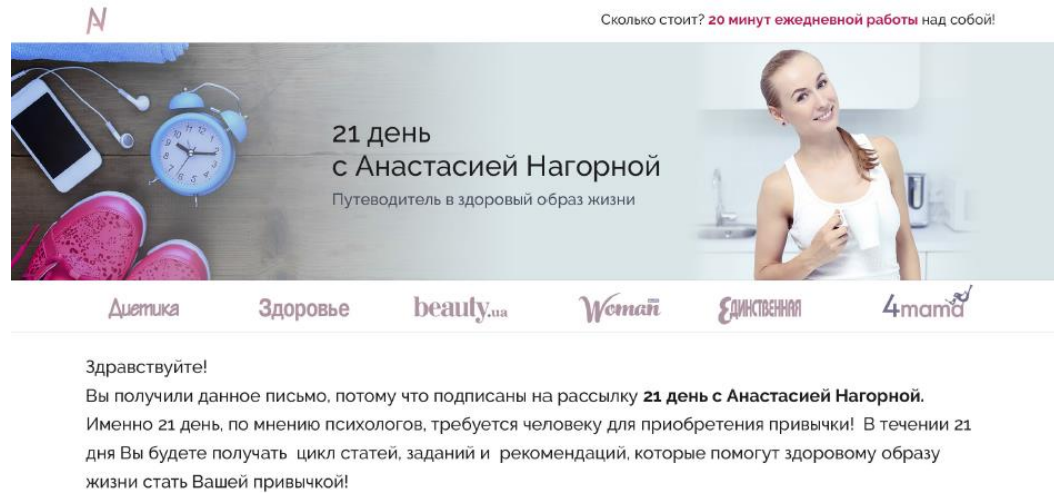 Сколько стоит? 20 минут ежедневной работы над собой!
21 день
с Анастасией Нагорной
Путеводитель в здоровый образ жизни
Диетика
Здоровье
beauty.ua
Woman
Единственная
4mama
Здравствуйте!
Вы получили данное письмо, потому что подписаны на рассылку 21 день с Анастасией Нагорной.
Именно 21 день, по мнению психологов, требуется человеку для приобретения привычки! В течении 21
дня Вы будете получать цикл статей, заданий и рекомендаций, которые помогут здоровому образу
жизни стать Вашей привычкой!